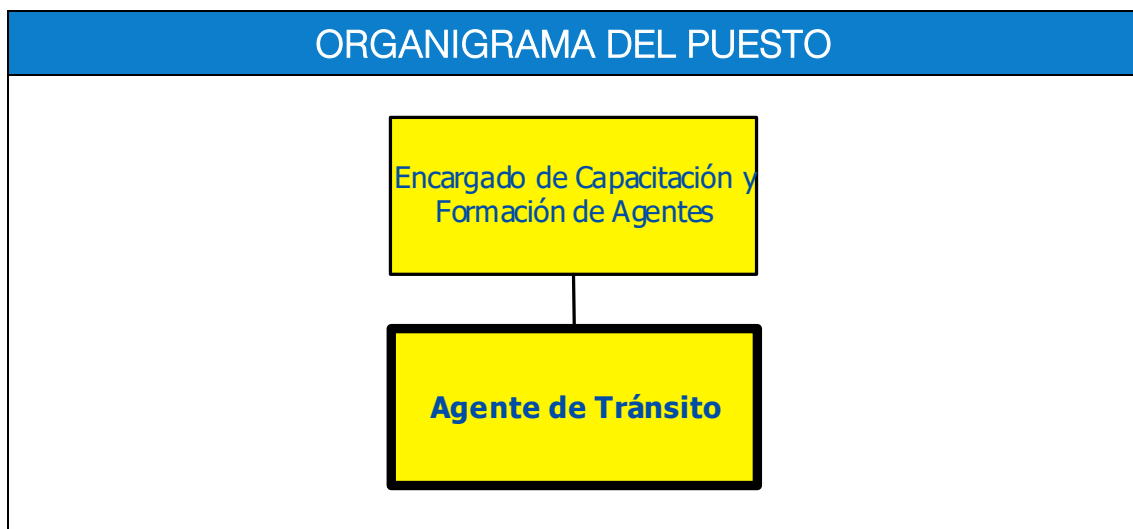 ORGANIGRAMA DEL PUESTO
Encargado de Capacitación y
Formación de Agentes
Agente de Tránsito